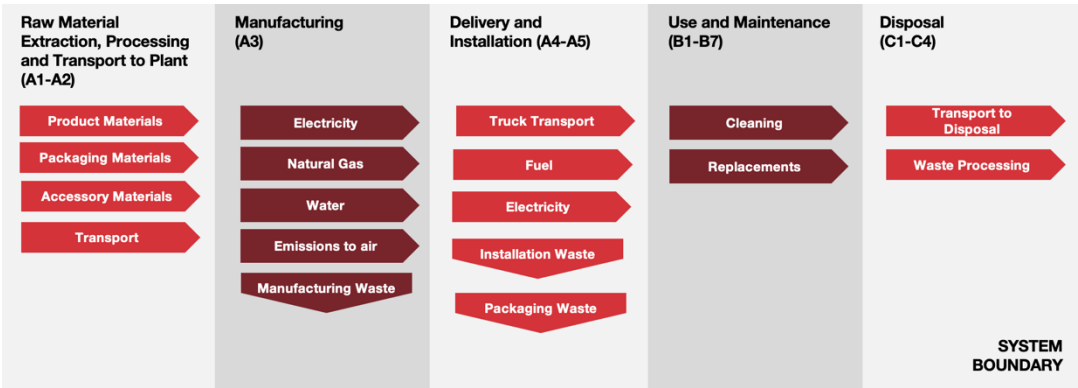 Raw Material
Extraction, Processing
and Transport to Plant
(A1-A2)
Product Materials
Packaging Materials
Accessory Materials
Transport
Manufacturing
(A3)
Electricity
Natural Gas
Water
Emissions to air
Manufacturing Waste
Delivery and
Installation (A4-A5)
Truck Transport
Fuel
Electricity
Installation Waste
Packaging Waste
Use and Maintenance
(B1-B7)
Cleaning
Replacements
Disposal
(C1-C4)
Transport to
Disposal
Waste Processing
SYSTEM
BOUNDARY